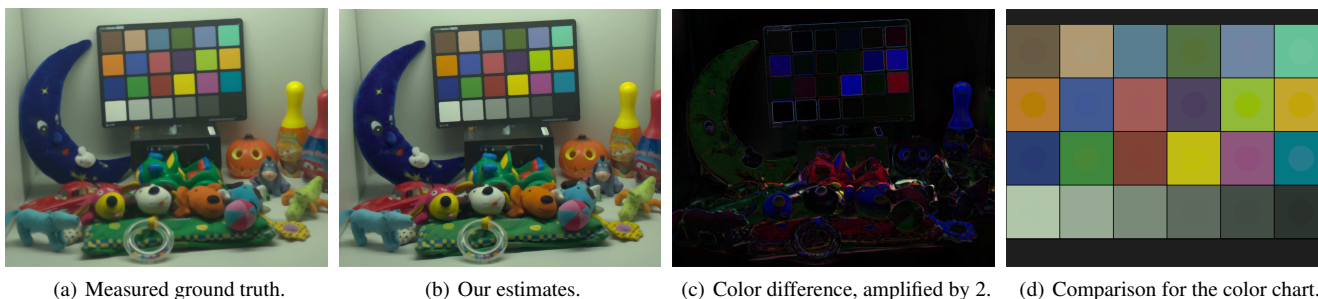 (a) Measured ground truth.
(b) Our estimates.
(c) Color difference, amplified by 2.
(d) Comparison for the color chart.